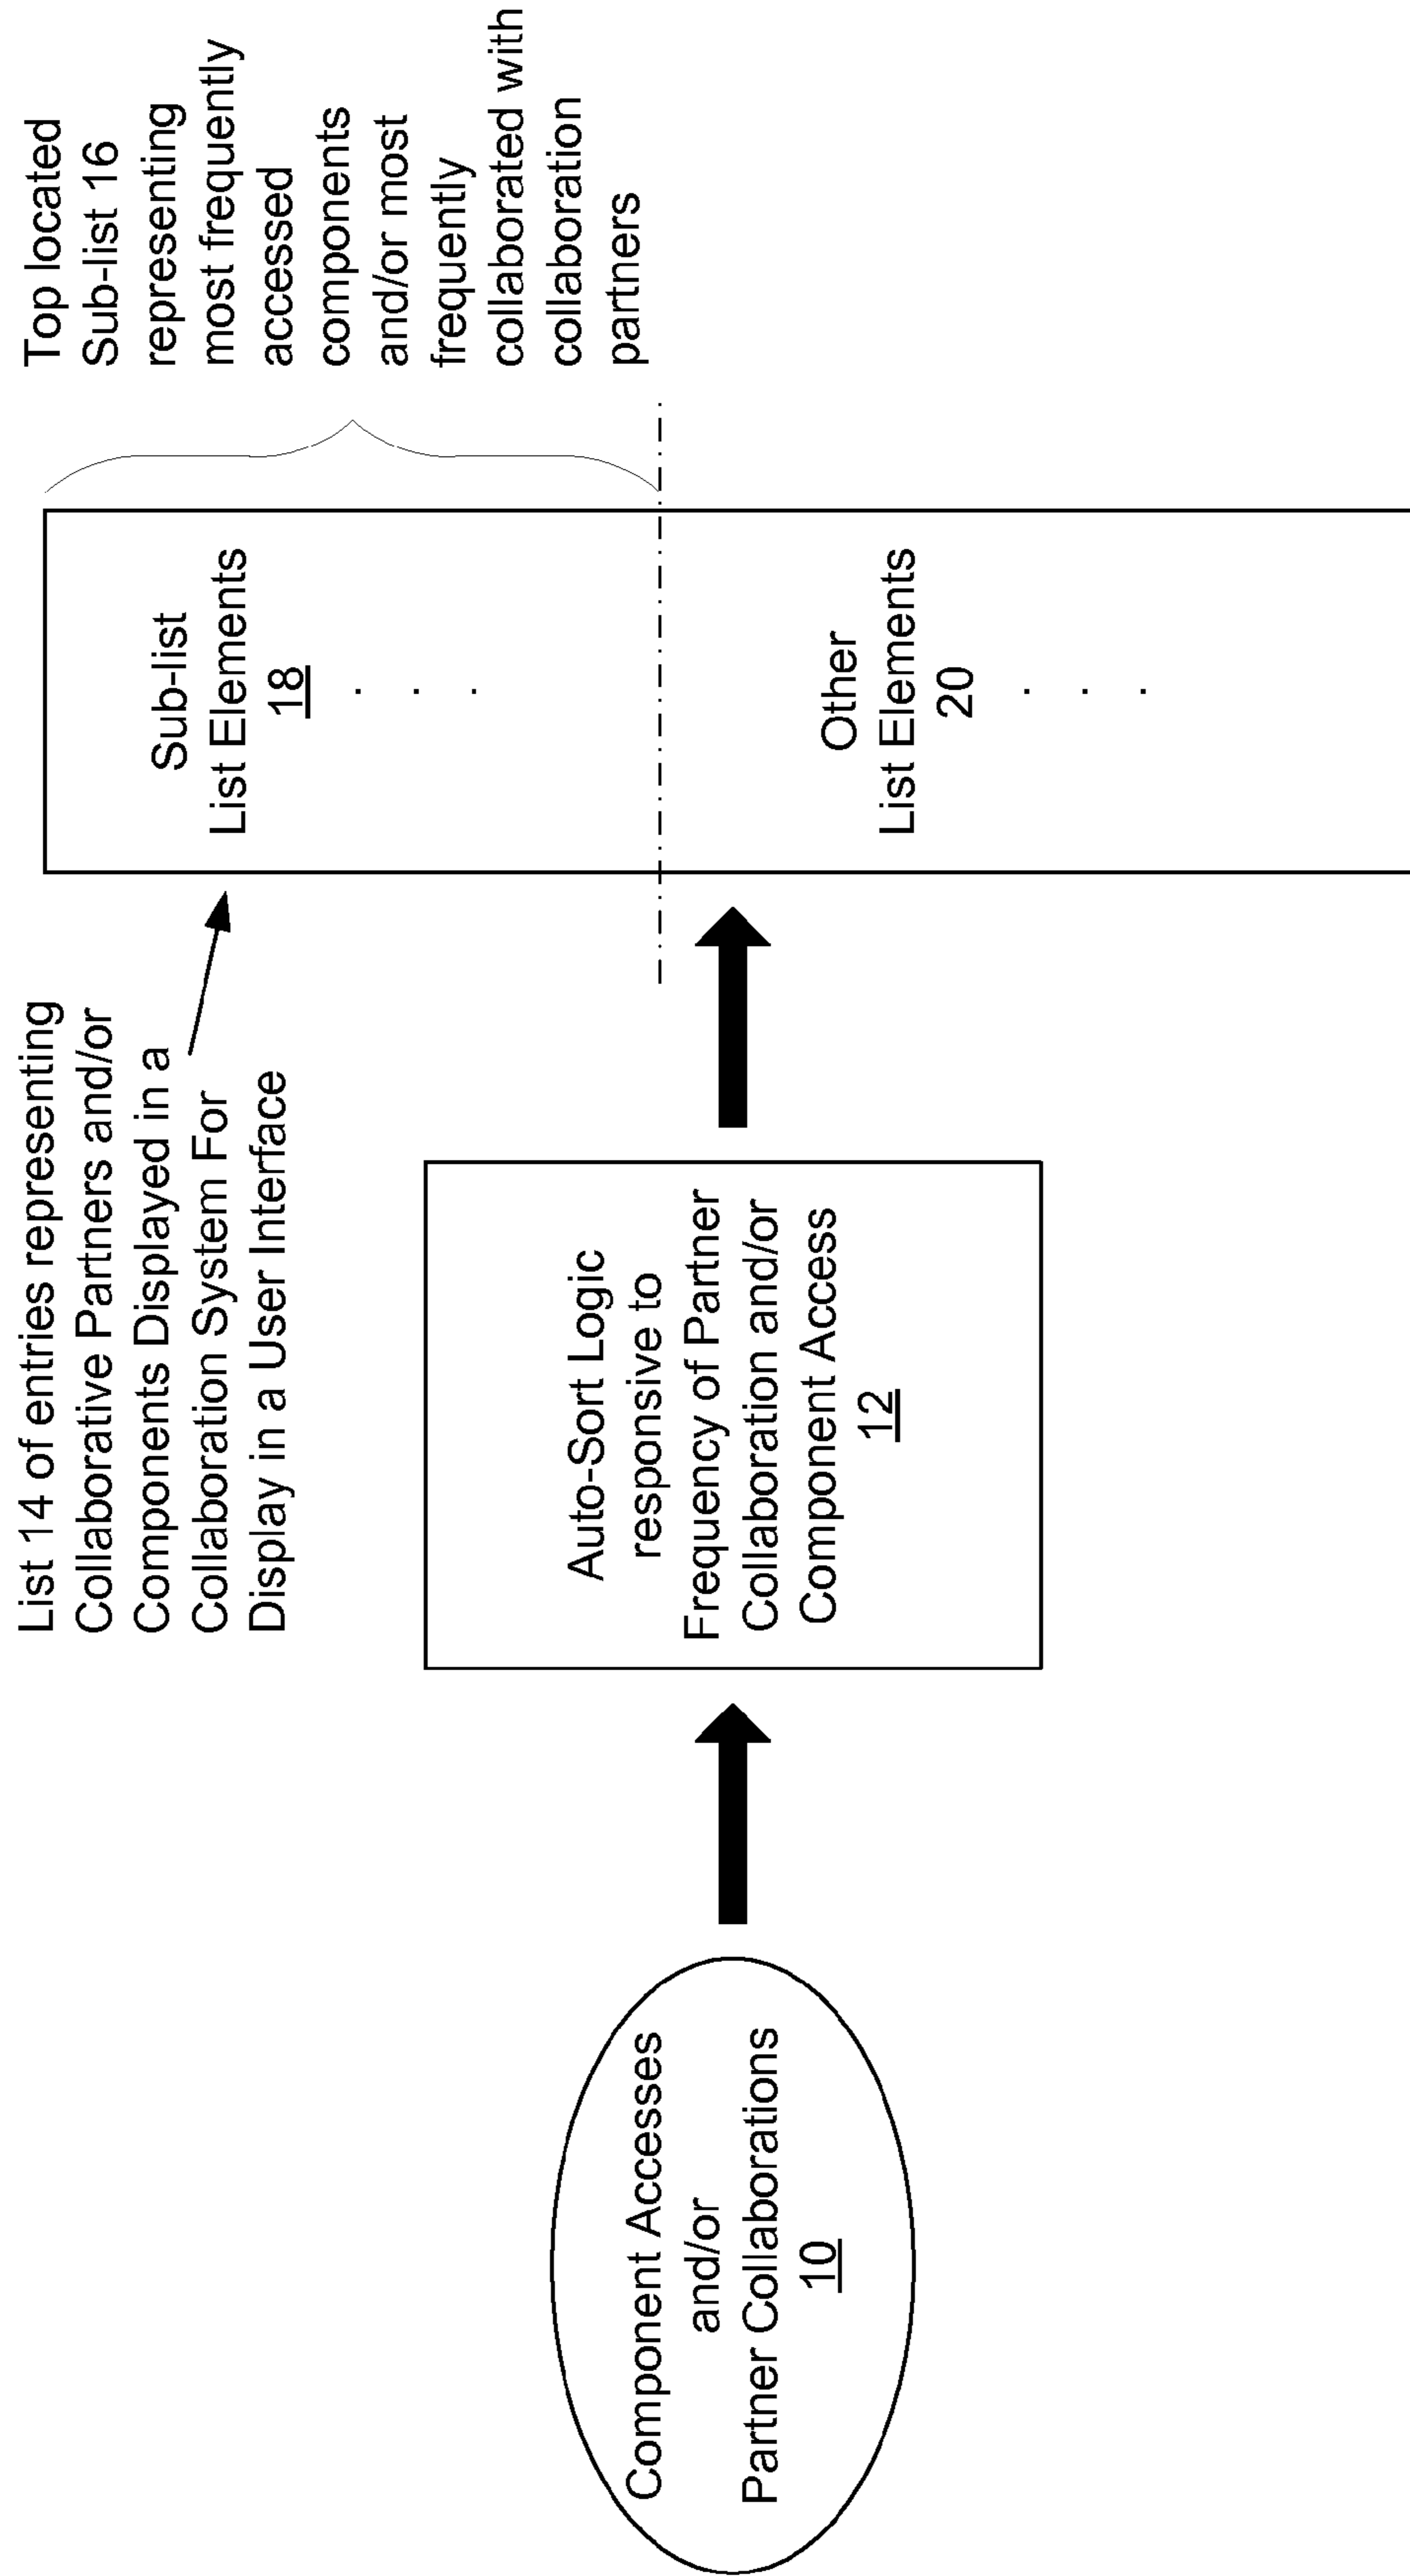 List 14 of entries representing
Collaborative Partners and/or
Components Displayed in a
Collaboration System For
Display in a User Interface
Top located
Sub-list 16
representing
most frequently
accessed
components
and/or most
frequently
collaborated with
collaboration
partners
Sub-list
List Elements
18
.
.
.
Other
List Elements
20
.
.
.
Auto-Sort Logic
responsive to
Frequency of Partner
Collaboration and/or
Component Access
12
Component Accesses
and/or
Partner Collaborations
10